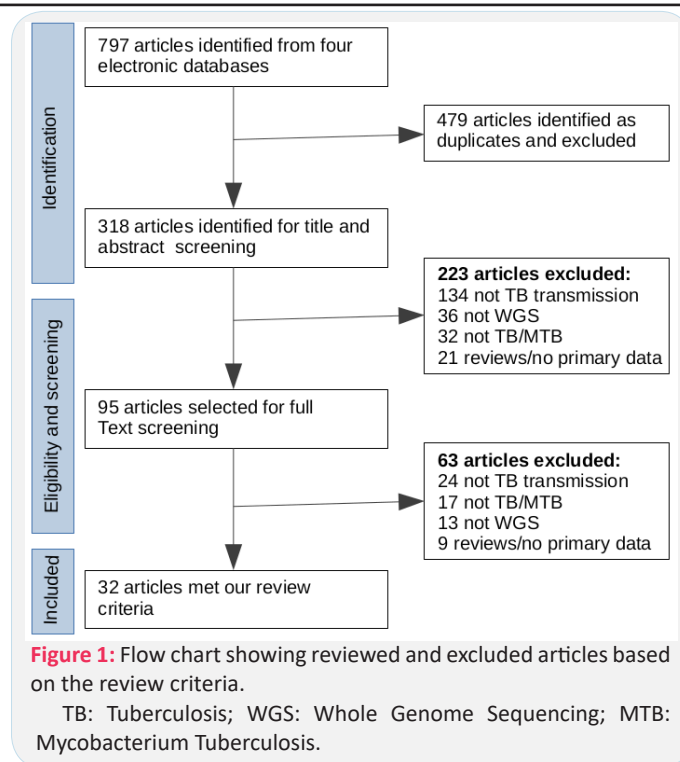 Identification
797 articles identified from four
electronic databases
479 articles identified as
duplicates and excluded
318 articles identified for title and
abstract screening
223 articles excluded:
134 not TB transmission
36 not WGS
32 not TB/MTB
21 reviews/no primary data
Eligibility and screening
95 articles selected for full
Text screening
63 articles excluded:
24 not TB transmission
17 not TB/MTB
13 not WGS
9 reviews/no primary data
Included
32 articles met our review
criteria
Figure 1: Flow chart showing reviewed and excluded articles based
on the review criteria.
TB: Tuberculosis; WGS: Whole Genome Sequencing; MTB:
Mycobacterium Tuberculosis.